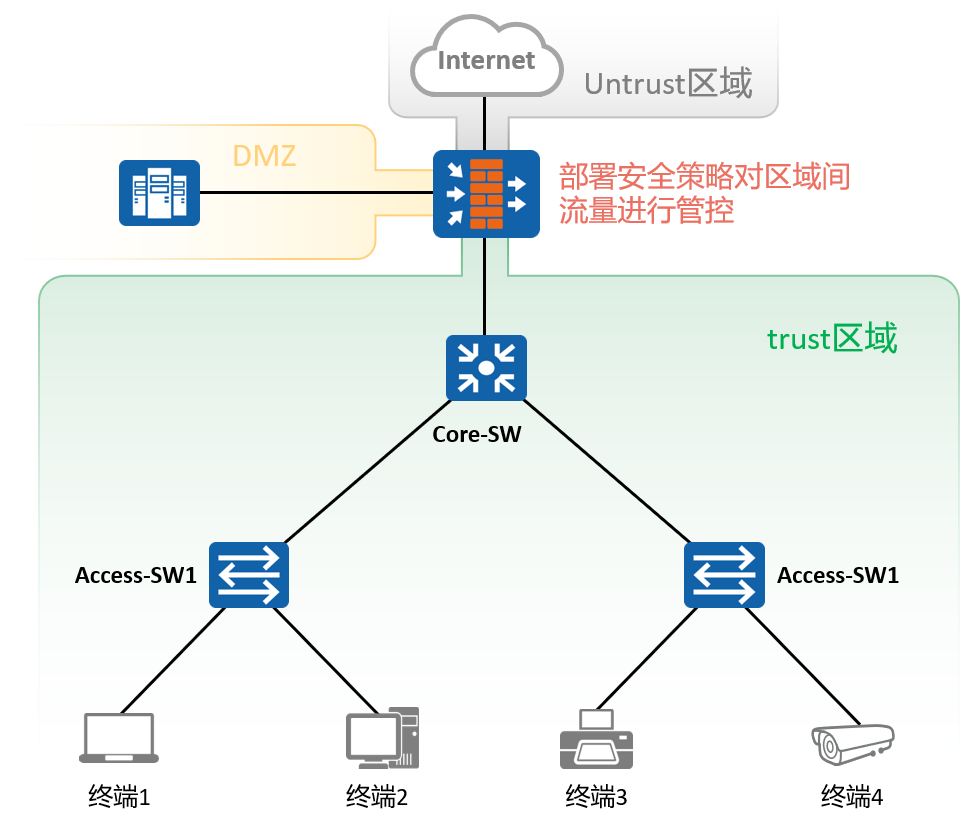 Internet
Untrust区域
DMZ
部署安全策略对区域间
流量进行管控
trust区域
Core-SW
Access-SW1
Access-SW1
终端1
终端2
终端3
终端4